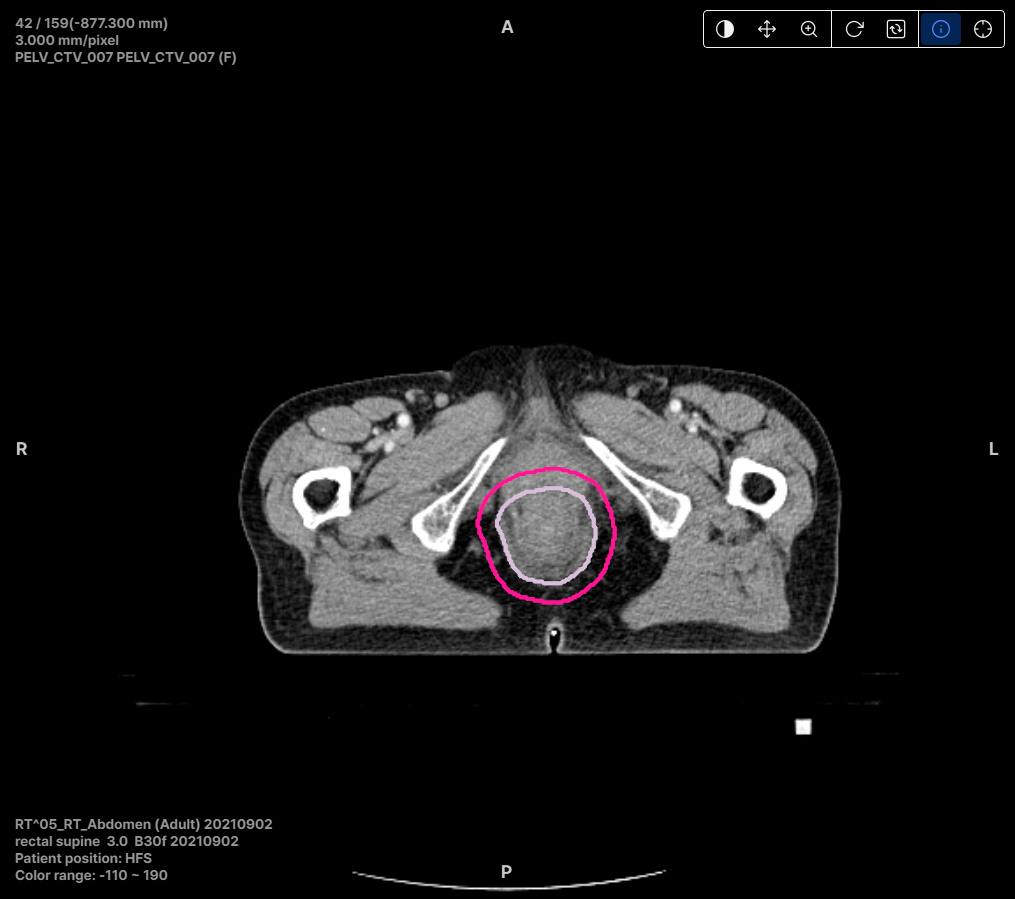 42 / 159(-877.300 mm)
3.000 mm/pixel
PELV_CTV_007 PELV_CTV_007 (F)
A
R
L
RT^05_RT_Abdomen (Adult) 20210902
rectal supine  3.0  B30f 20210902
Patient position: HFS
Color range: -110 ~ 190
P